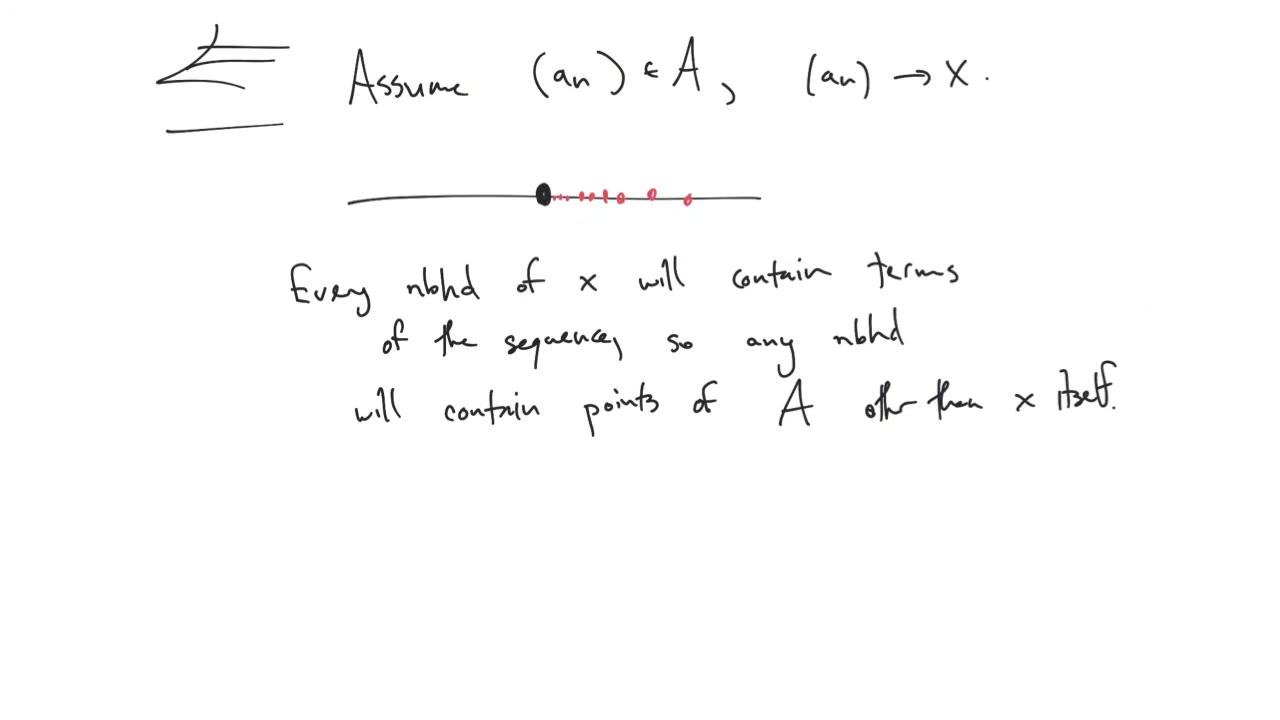 ⇐ Assume (an) ∈ A, (an) → x.
Every nbhd of x will contain terms
of the sequence, so any nbhd
will contain points of A other than x itself.